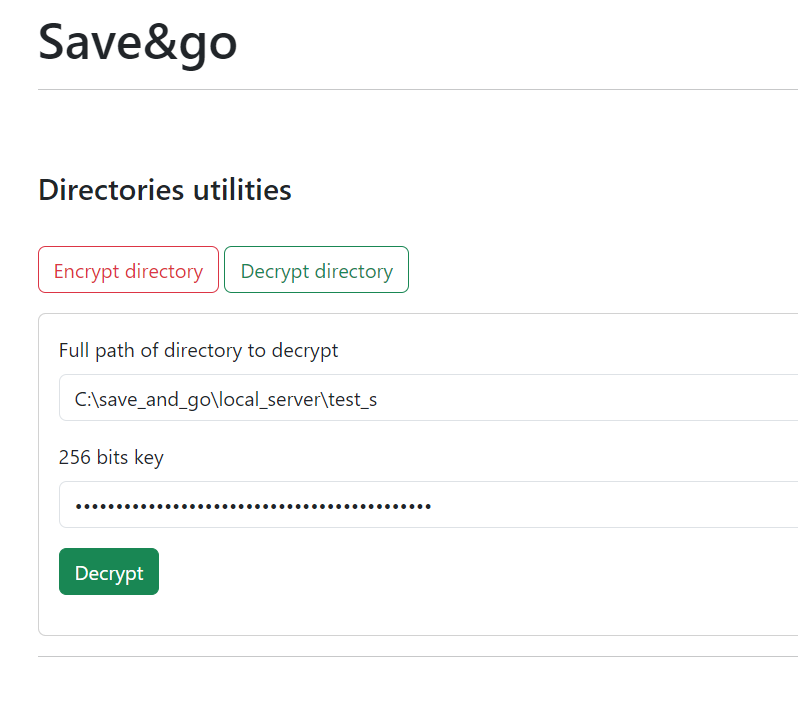 Save&go
Directories utilities
Encrypt directory Decrypt directory
Full path of directory to decrypt
C:\save_and_go\local_server\test_s
256 bits key
••••••••••••••••••••••••••••••••••••••••••••
Decrypt